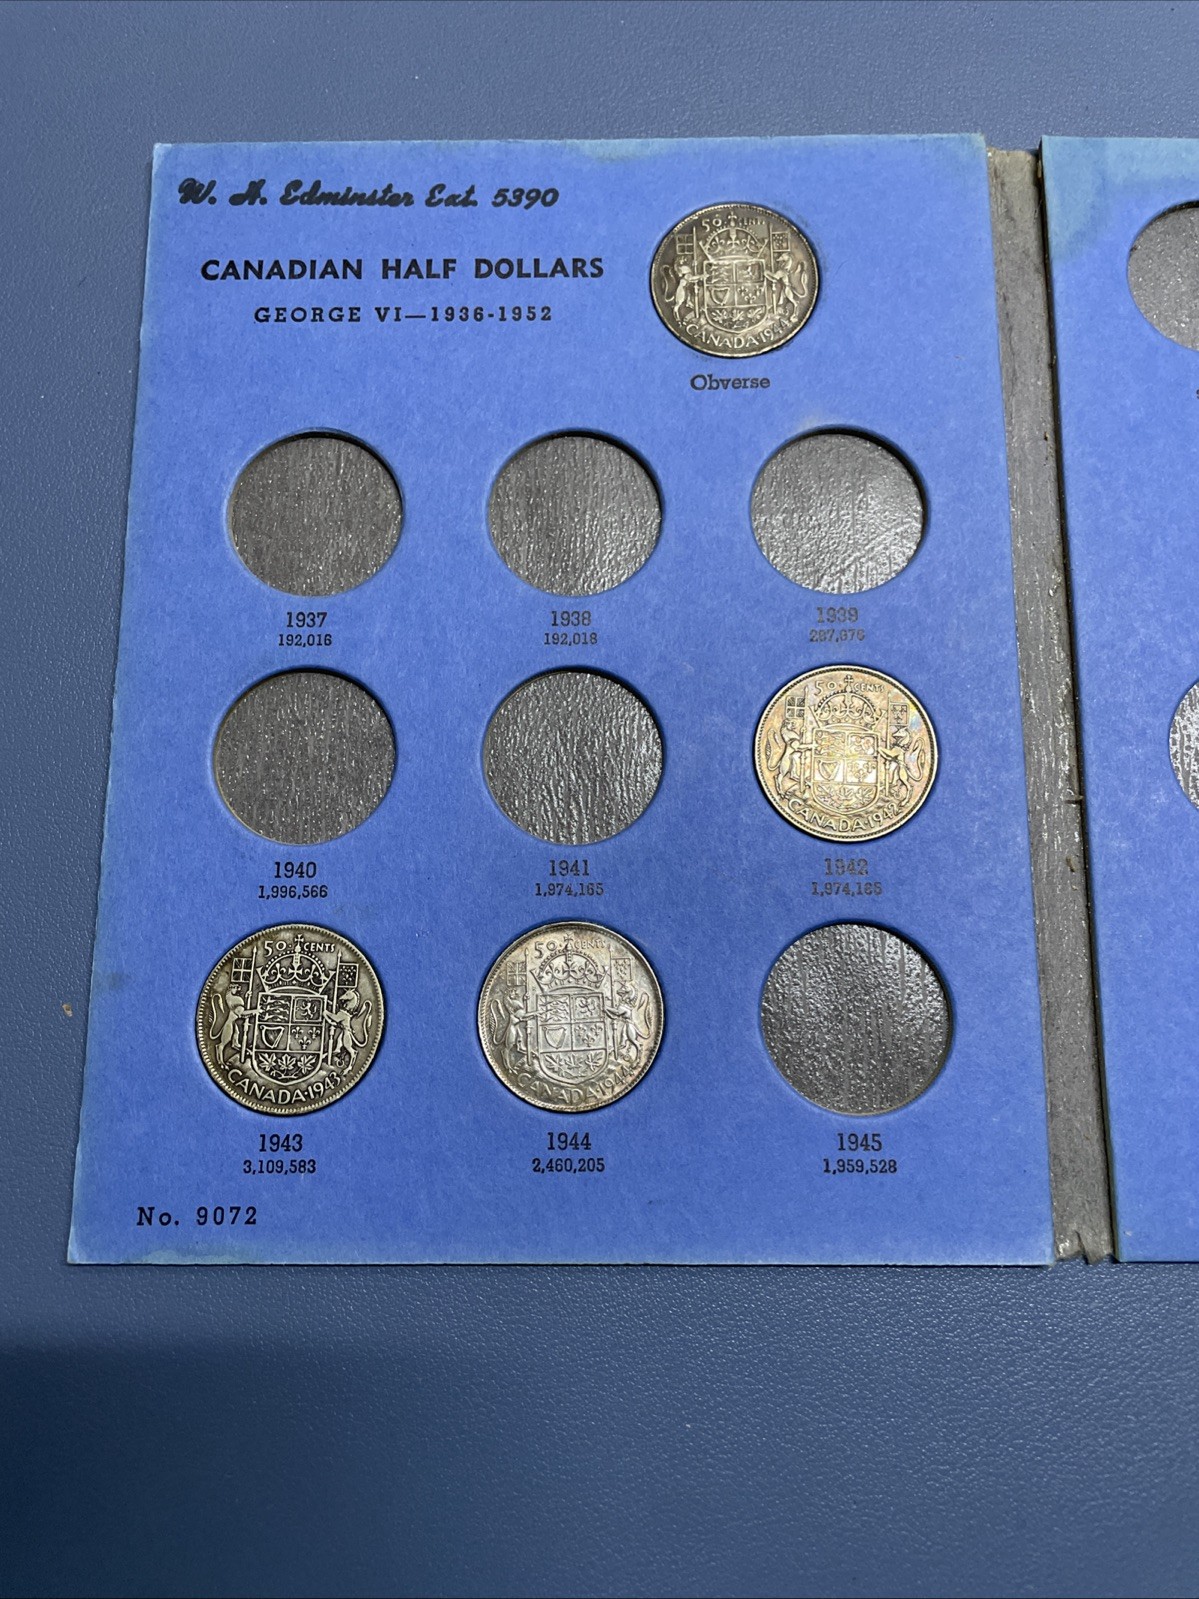 W. H. Edminster Ext. 5390
CANADIAN HALF DOLLARS
GEORGE VI—1936-1952
50 CENTS
CANADA
Obverse
1937
192,016
1938
192,018
1939
287,976
50 CENTS
CANADA·1942
1940
1,996,566
1941
1,974,165
1942
1,974,165
50 CENTS
CANADA·1943
50 CENTS
CANADA·1944
1943
3,109,583
1944
2,460,205
1945
1,959,528
No. 9072